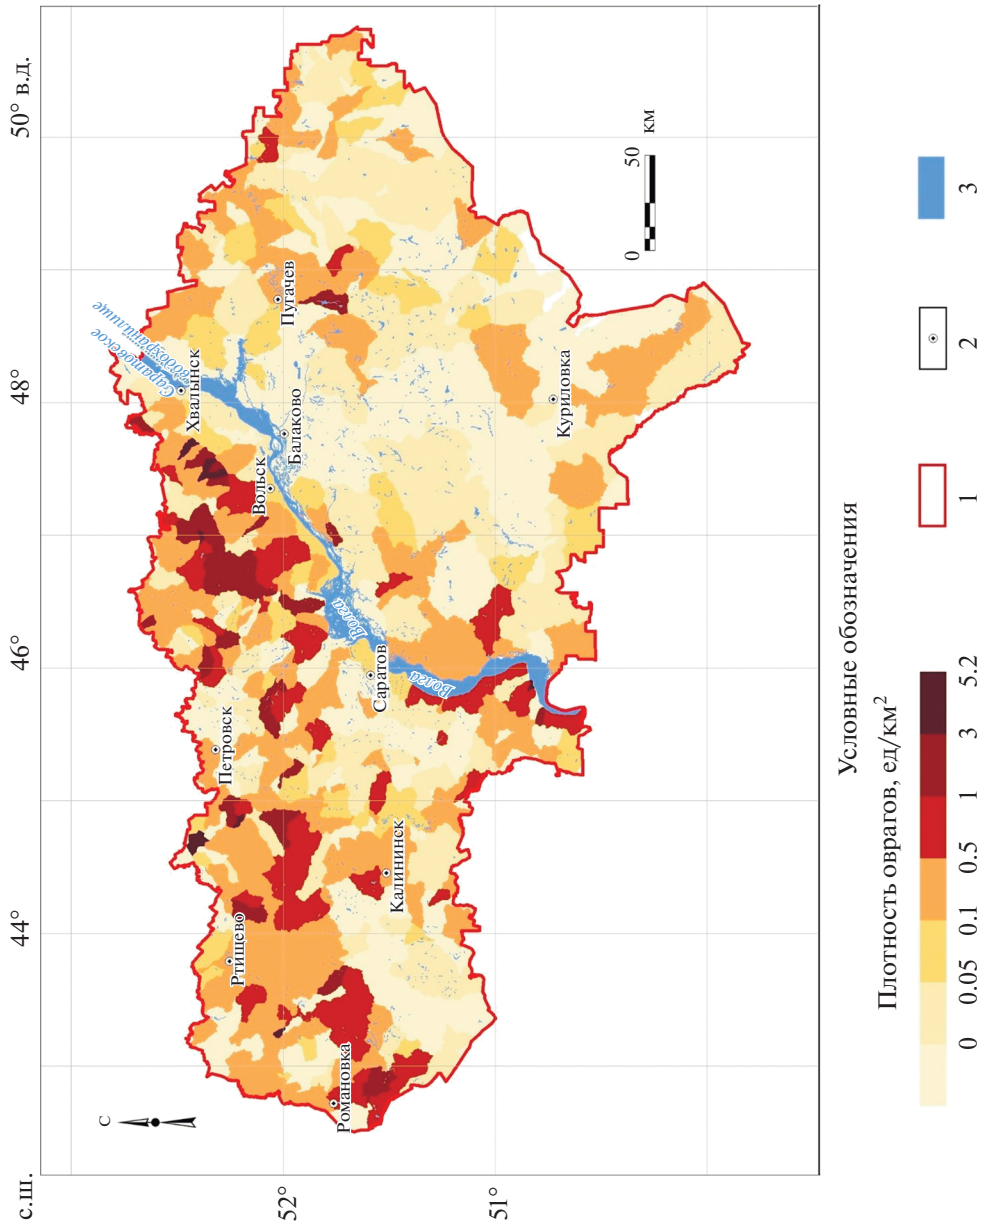 с.ш.
44°
46°
48°
50° в.д.
52°
51°
С
Саратовское
водохранилище
Хвалынск
Пугачев
Балаково
Вольск
Волга
Петровск
Саратов
Волга
Ртищево
Калининск
Романовка
Куриловка
0
50
км
Условные обозначения
Плотность оврагов, ед/км²
0
0.05
0.1
0.5
1
3
5.2
1
2
3